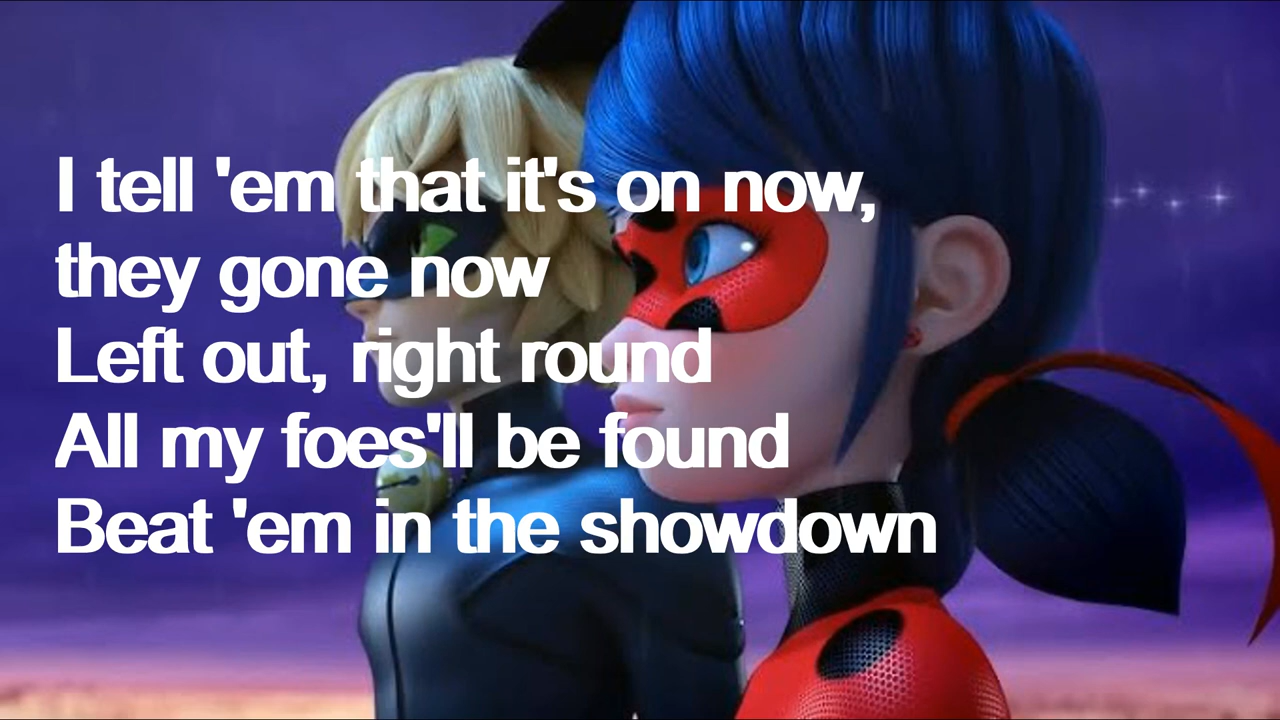 I tell 'em that it's on now,
they gone now
Left out, right round
All my foes'll be found
Beat 'em in the showdown